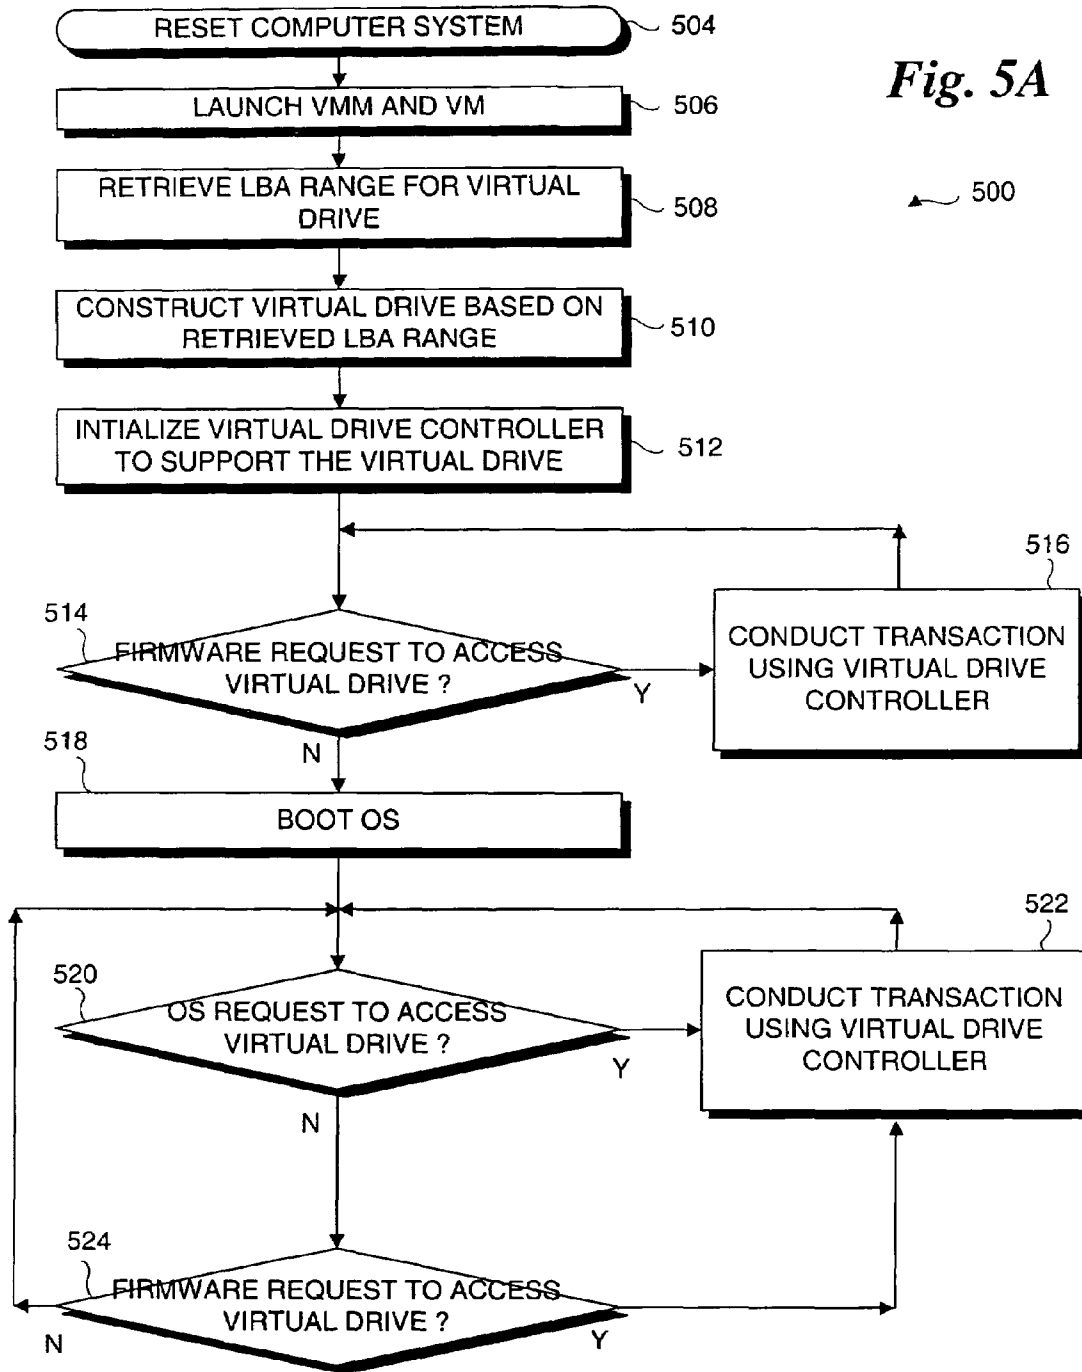 RESET COMPUTER SYSTEM
504
Fig. 5A
LAUNCH VMM AND VM
506
RETRIEVE LBA RANGE FOR VIRTUAL
DRIVE
508
500
CONSTRUCT VIRTUAL DRIVE BASED ON
RETRIEVED LBA RANGE
510
INTIALIZE VIRTUAL DRIVE CONTROLLER
TO SUPPORT THE VIRTUAL DRIVE
512
514
FIRMWARE REQUEST TO ACCESS
VIRTUAL DRIVE ?
Y
N
516
CONDUCT TRANSACTION
USING VIRTUAL DRIVE
CONTROLLER
518
BOOT OS
520
OS REQUEST TO ACCESS
VIRTUAL DRIVE ?
Y
N
522
CONDUCT TRANSACTION
USING VIRTUAL DRIVE
CONTROLLER
524
FIRMWARE REQUEST TO ACCESS
VIRTUAL DRIVE ?
N
Y